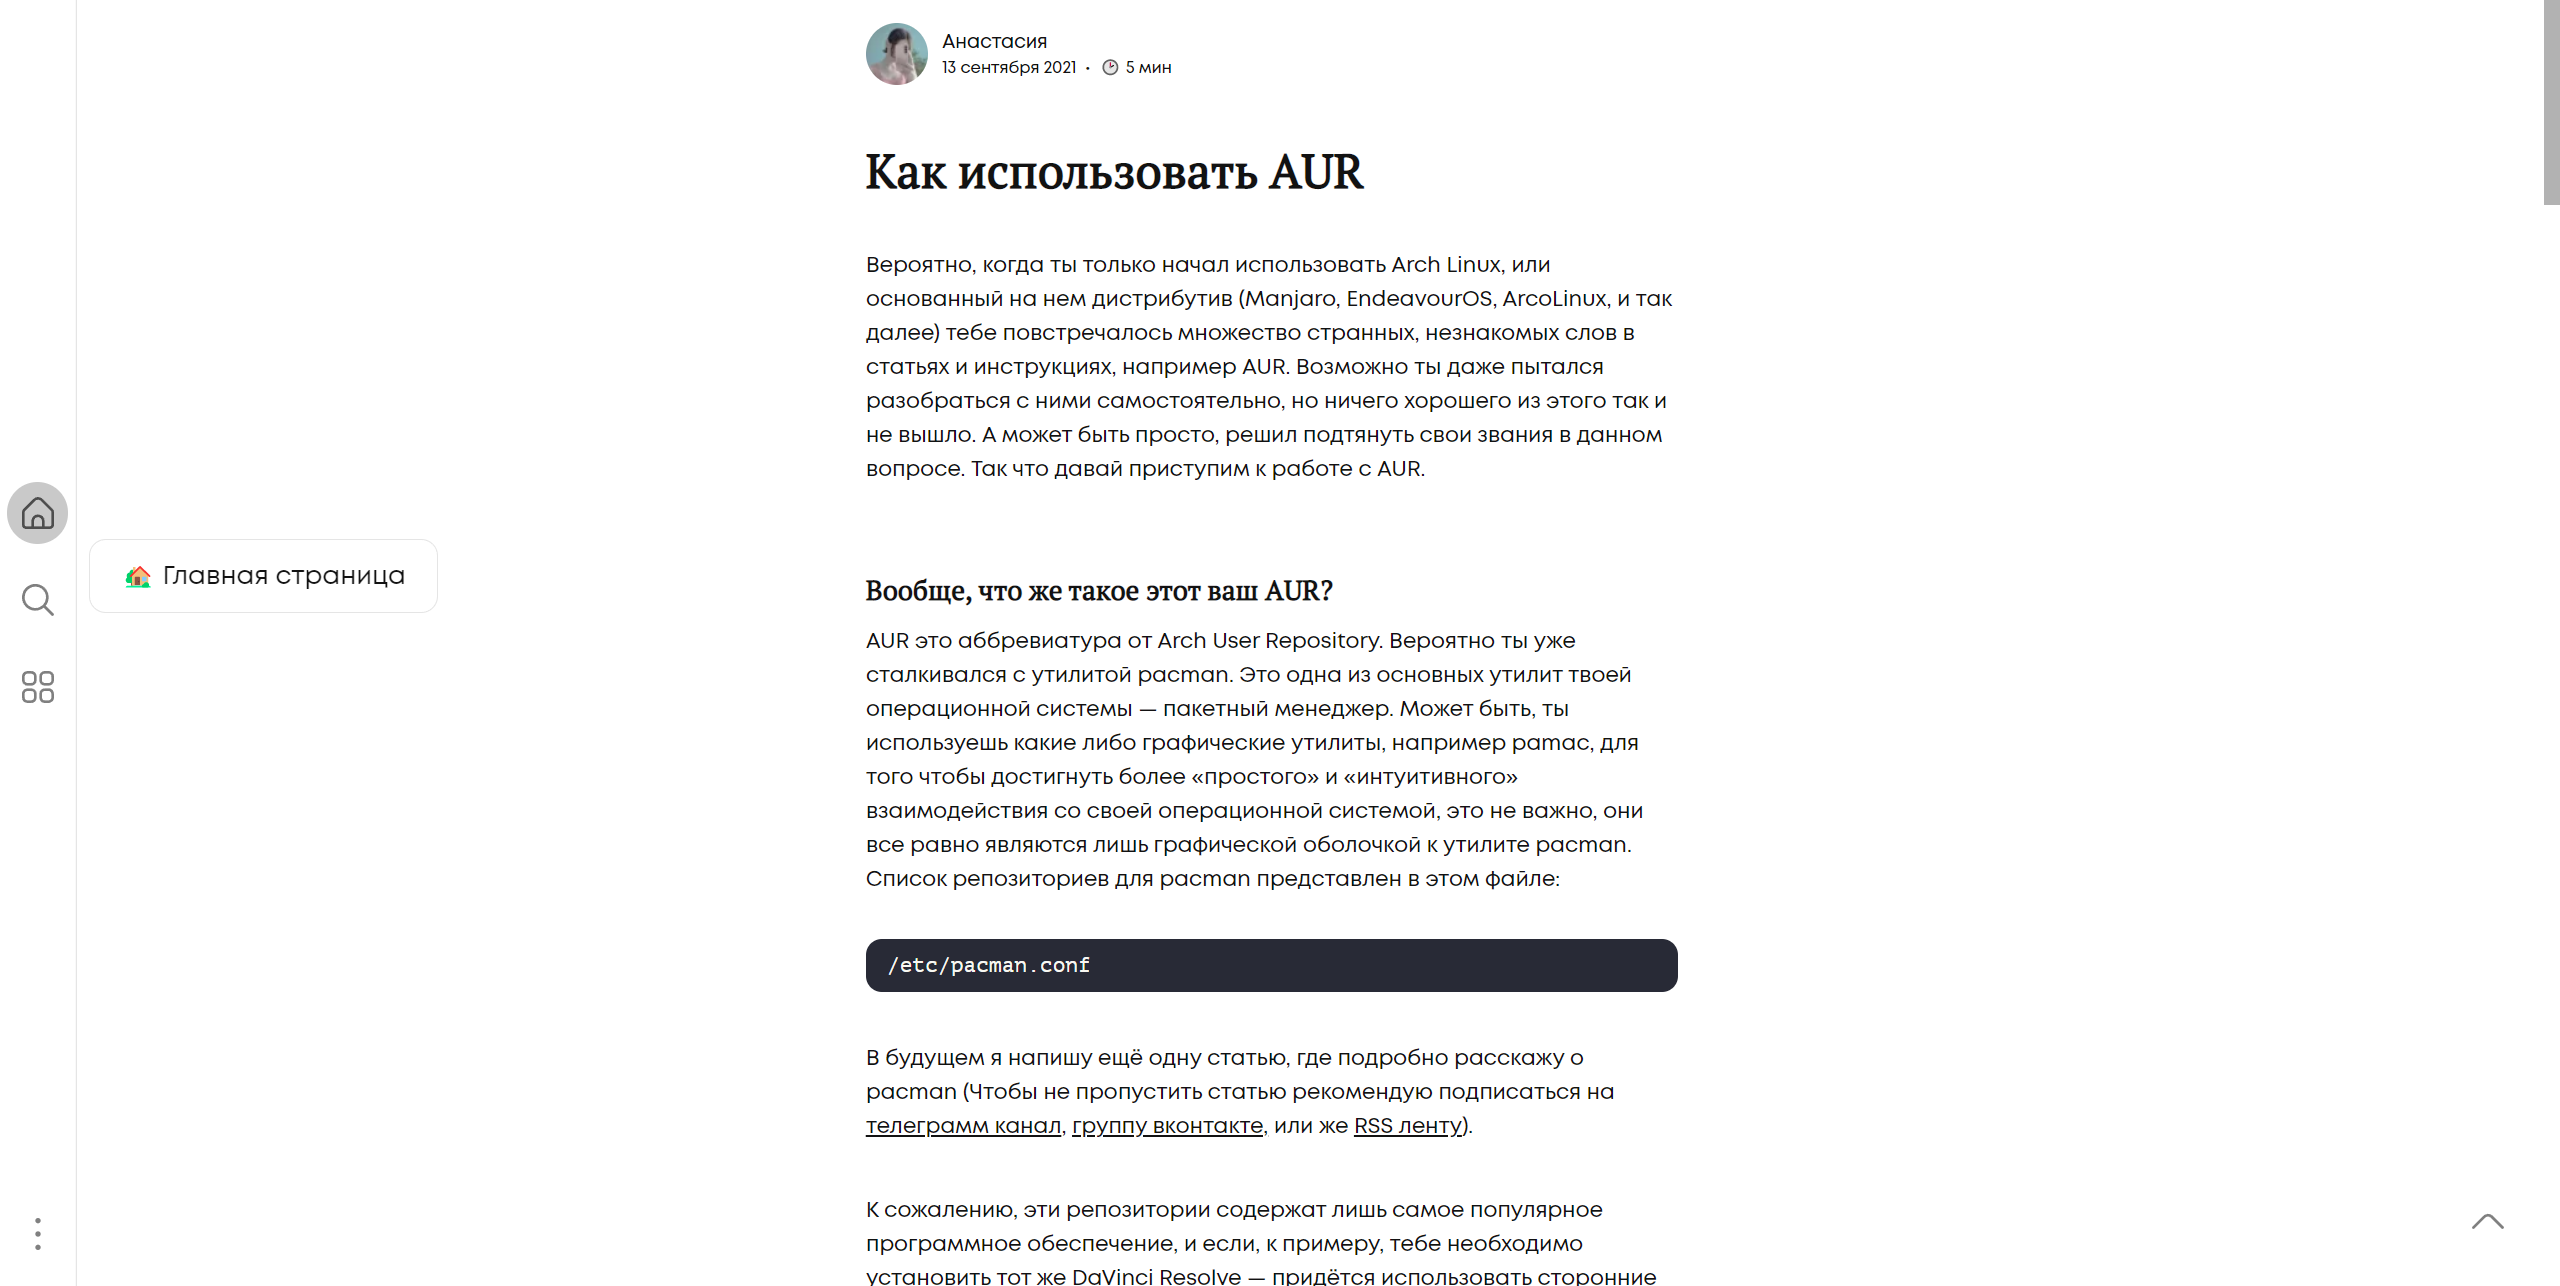 Анастасия
13 сентября 2021 • 5 мин
Как использовать AUR
Вероятно, когда ты только начал использовать Arch Linux, или
основанный на нем дистрибутив (Manjaro, EndeavourOS, ArcoLinux, и так
далее) тебе повстречалось множество странных, незнакомых слов в
статьях и инструкциях, например AUR. Возможно ты даже пытался
разобраться с ними самостоятельно, но ничего хорошего из этого так и
не вышло. А может быть просто, решил подтянуть свои звания в данном
вопросе. Так что давай приступим к работе с AUR.
Главная страница
Вообще, что же такое этот ваш AUR?
AUR это аббревиатура от Arch User Repository. Вероятно ты уже
сталкивался с утилитой pacman. Это одна из основных утилит твоей
операционной системы — пакетный менеджер. Может быть, ты
используешь какие либо графические утилиты, например pamac, для
того чтобы достигнуть более «простого» и «интуитивного»
взаимодействия со своей операционной системой, это не важно, они
все равно являются лишь графической оболочкой к утилите pacman.
Список репозиториев для pacman представлен в этом файле:
/etc/pacman.conf
В будущем я напишу ещё одну статью, где подробно расскажу о
pacman (Чтобы не пропустить статью рекомендую подписаться на
телеграмм канал, группу вконтакте, или же RSS ленту).
К сожалению, эти репозитории содержат лишь самое популярное
программное обеспечение, и если, к примеру, тебе необходимо
установить тот же DaVinci Resolve — придётся использовать сторонние